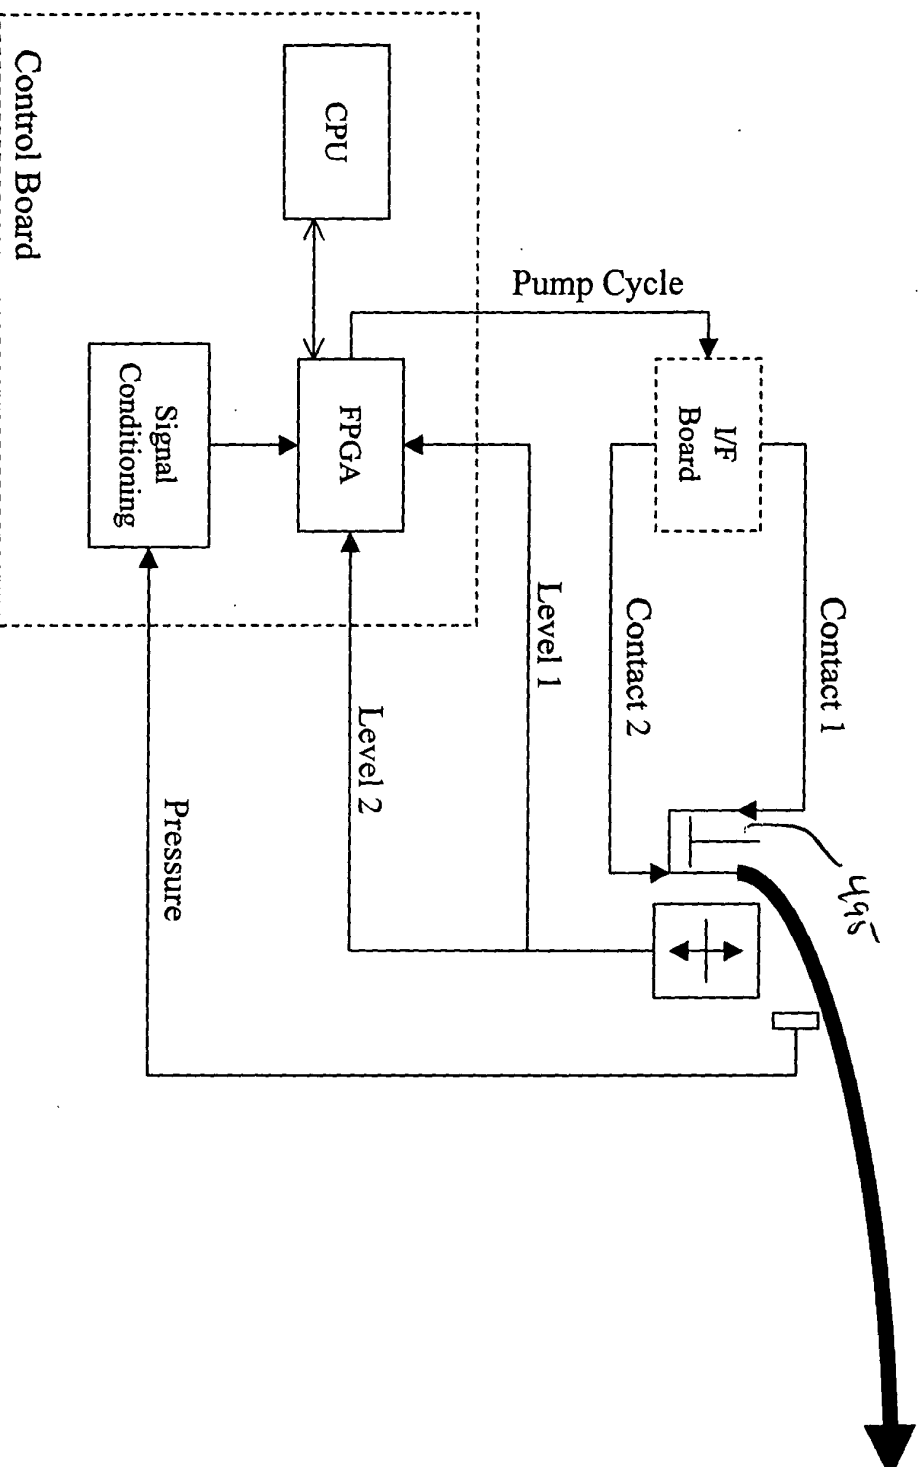 Control Board
CPU
FPGA
Signal
Conditioning
Pump Cycle
I/F
Board
Contact 1
Contact 2
Level 1
Level 2
Pressure
495